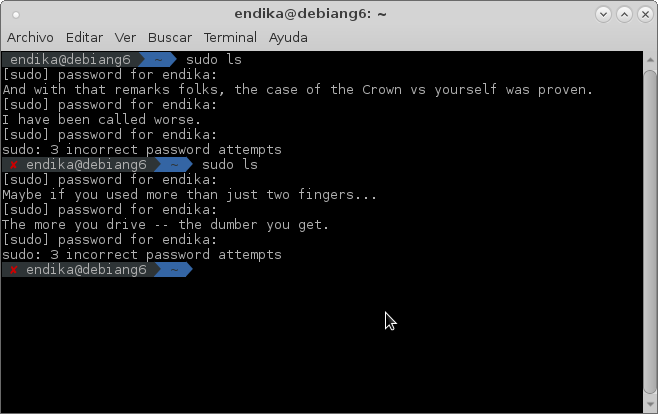 endika@debiang6: ~
Archivo Editar Ver Buscar Terminal Ayuda
endika@debiang6 ~ sudo ls
[sudo] password for endika:
And with that remarks folks, the case of the Crown vs yourself was proven.
[sudo] password for endika:
I have been called worse.
[sudo] password for endika:
sudo: 3 incorrect password attempts
✘ endika@debiang6 ~ sudo ls
[sudo] password for endika:
Maybe if you used more than just two fingers...
[sudo] password for endika:
The more you drive -- the dumber you get.
[sudo] password for endika:
sudo: 3 incorrect password attempts
✘ endika@debiang6 ~